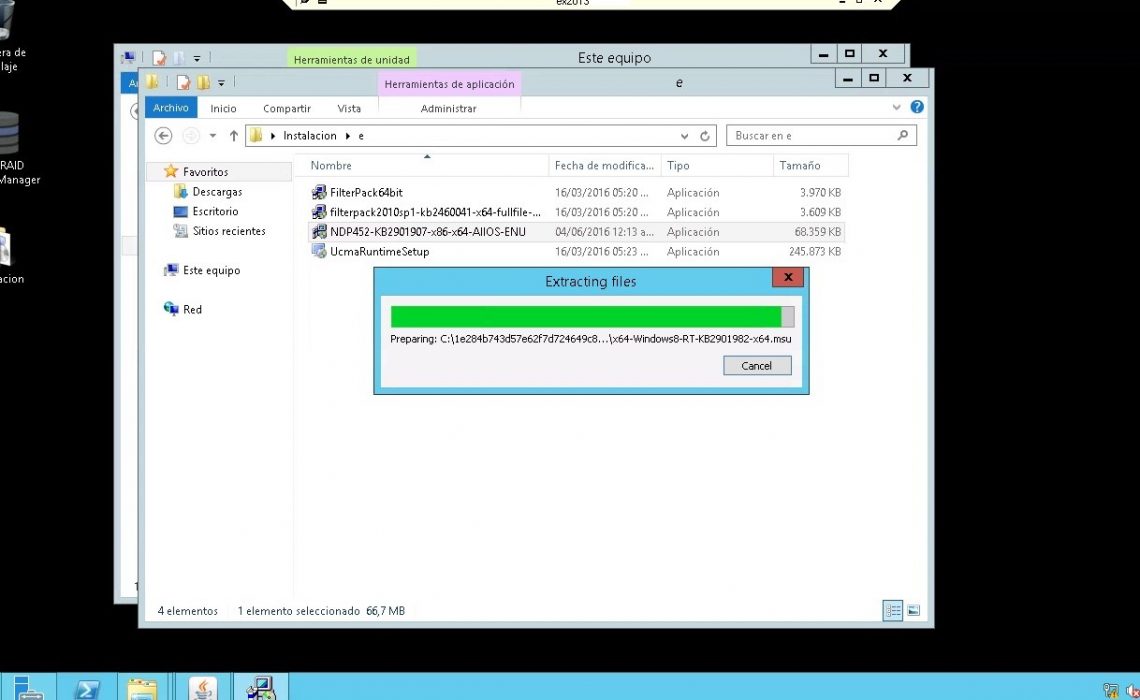 ex2013
era de
laje
RAID
Manager
acion
Herramientas de unidad
Este equipo
Herramientas de aplicación
e
Archivo
Inicio
Compartir
Vista
Administrar
Instalacion
e
Buscar en e
Nombre
Fecha de modifica...
Tipo
Tamaño
Favoritos
Descargas
Escritorio
Sitios recientes
Este equipo
Red
FilterPack64bit 16/03/2016 05:20 ... Aplicación 3.970 KB
filterpack2010sp1-kb2460041-x64-fullfile-... 16/03/2016 05:20 ... Aplicación 3.609 KB
NDP452-KB2901907-x86-x64-AllOS-ENU 04/06/2016 12:13 a... Aplicación 68.359 KB
UcmaRuntimeSetup 16/03/2016 05:23 ... Aplicación 245.873 KB
Extracting files
Preparing: C:\1e284b743d57e62f7d724649c8...\x64-Windows8-RT-KB2901982-x64.msu
Cancel
4 elementos
1 elemento seleccionado 66,7 MB